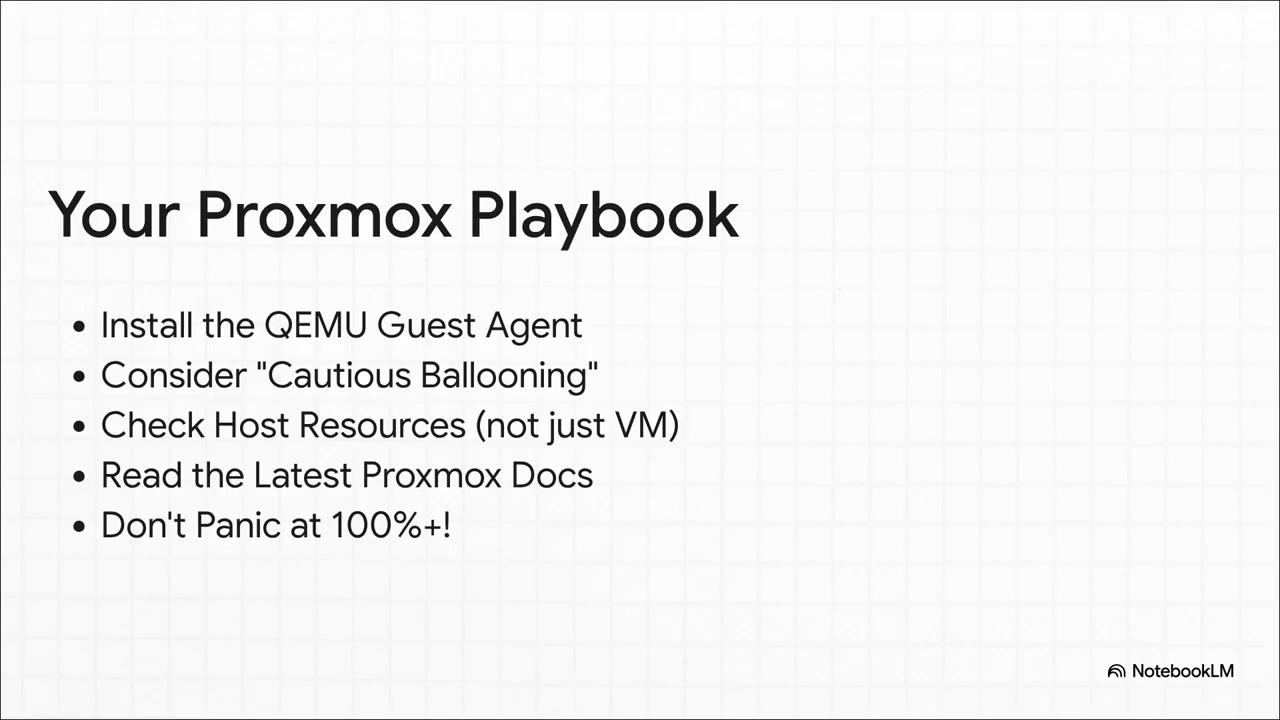 Your Proxmox Playbook
• Install the QEMU Guest Agent
• Consider "Cautious Ballooning"
• Check Host Resources (not just VM)
• Read the Latest Proxmox Docs
• Don't Panic at 100%+!
NotebookLM